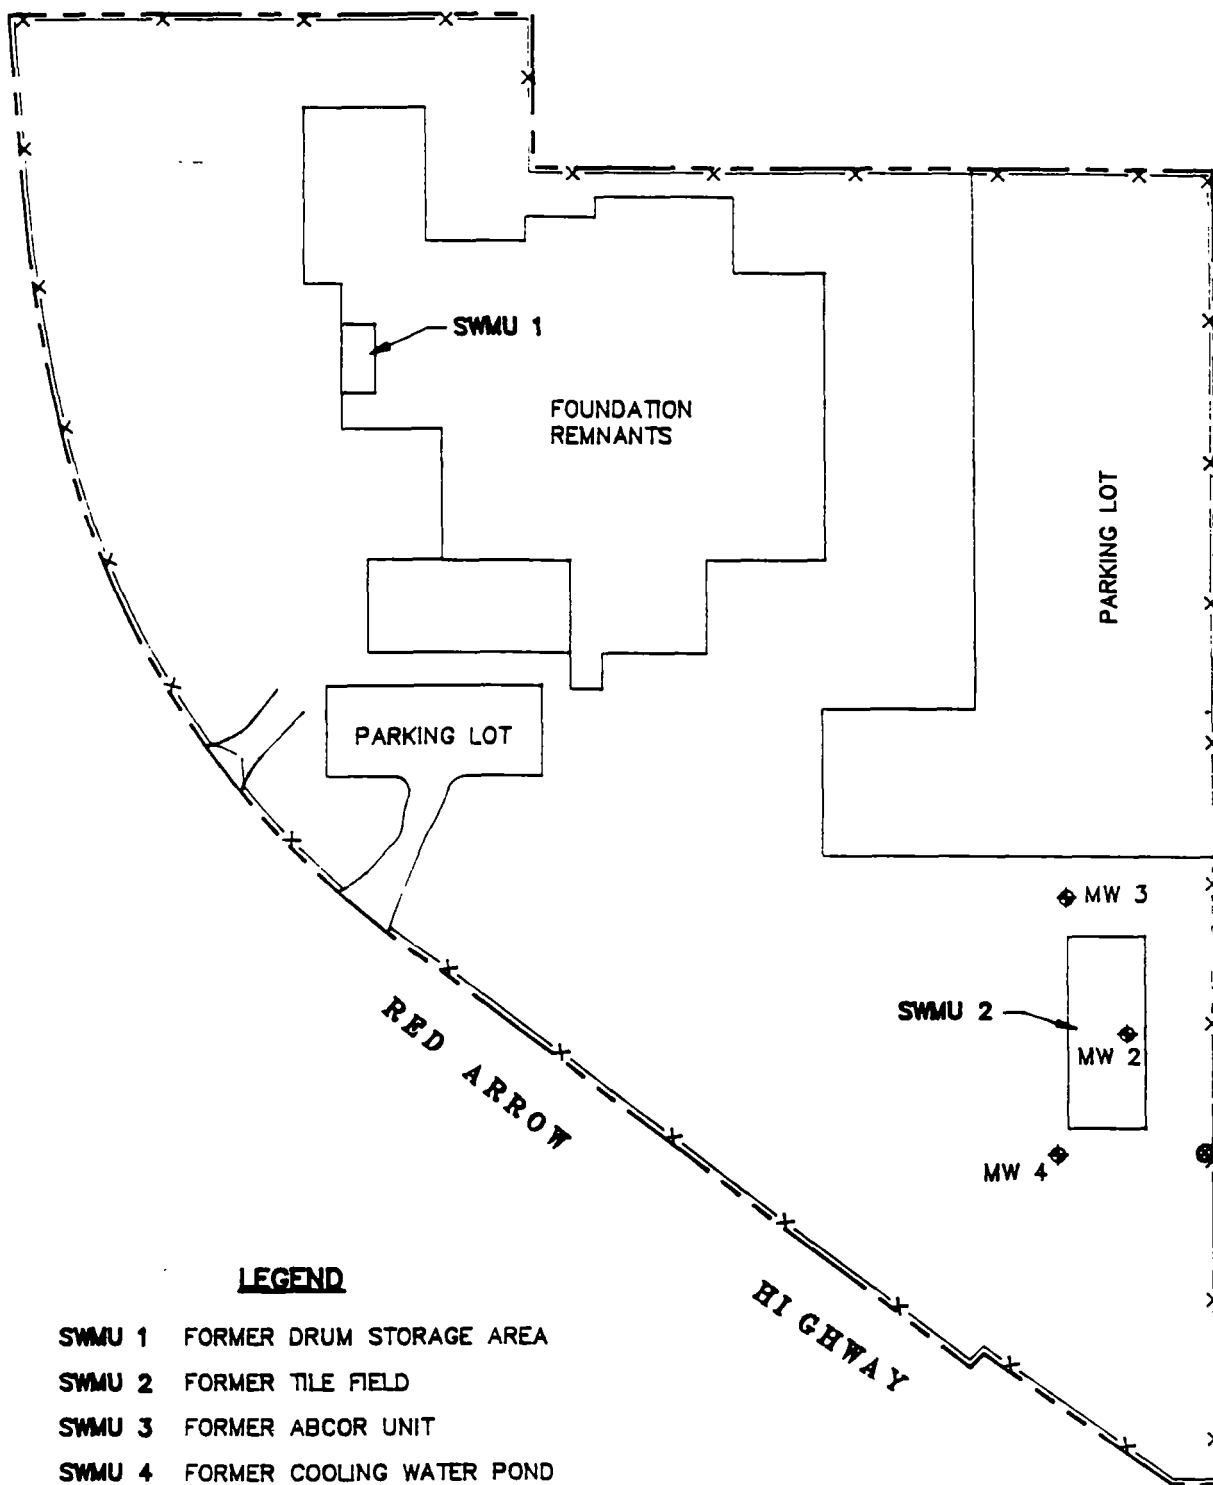 SWMU 1
FOUNDATION
REMNANTS
PARKING LOT
PARKING LOT
MW 3
SWMU 2
MW 2
MW 4
RED ARROW
HIGHWAY
LEGEND
SWMU 1 FORMER DRUM STORAGE AREA
SWMU 2 FORMER TILE FIELD
SWMU 3 FORMER ABCOR UNIT
SWMU 4 FORMER COOLING WATER POND